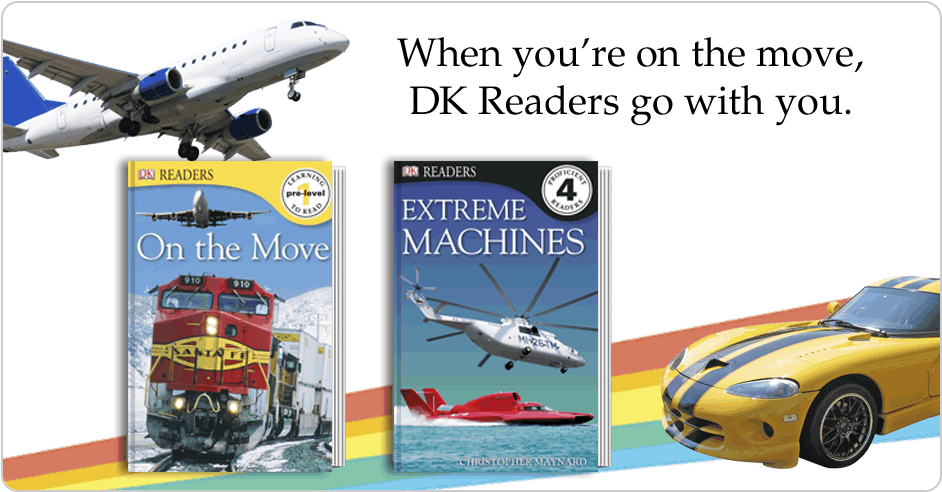 When you're on the move,
DK Readers go with you.
DK READERS
LEARNING
pre-level
1
TO READ
On the Move
910 910
SANTA FE
DK READERS
PROFICIENT
4
READERS
EXTREME
MACHINES
CHRISTOPHER MAYNARD